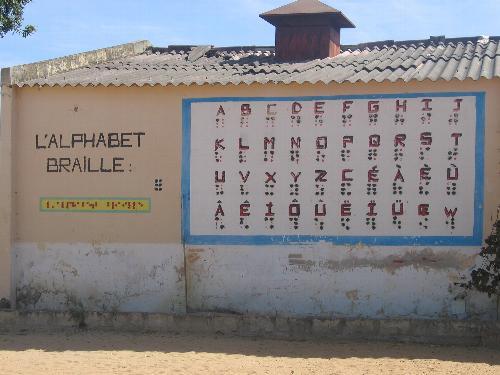 L'ALPHABET
BRAILLE :
A B C D E F G H I J
K L M N O P Q R S T
U V X Y Z Ç É À È Ù
Â Ê Î Ô Û Ë Ï Ü Œ W